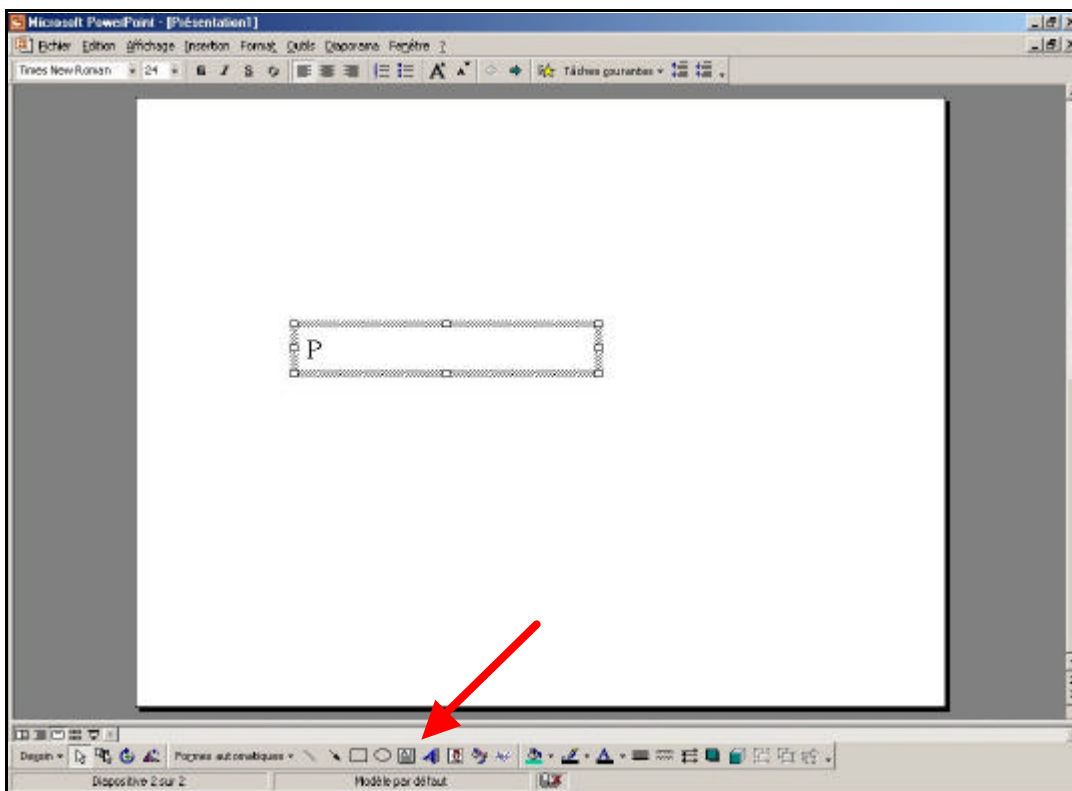 Microsoft PowerPoint - [Présentation1]
Fichier Edition Affichage Insertion Format Outils Diaporama Fenêtre ?
Times New Roman 24 G I S Tâches courantes
P
Dessin Formes automatiques
Diapositive 2 sur 2 Modèle par défaut